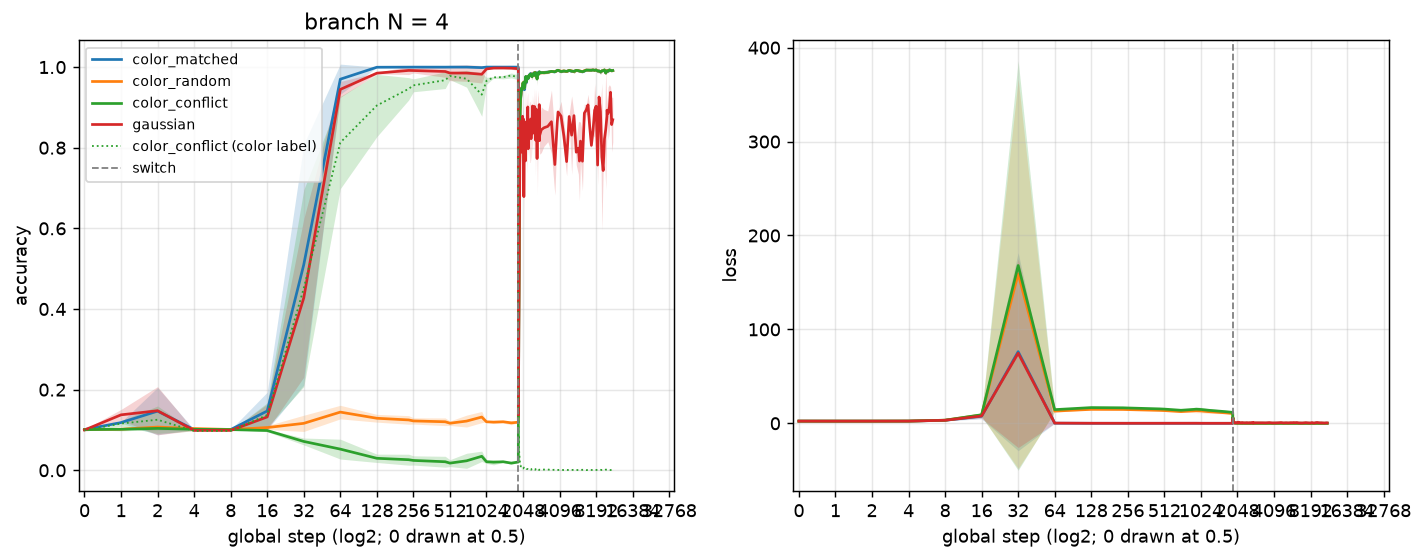 branch N = 4
1.0
0.8
0.6
0.4
0.2
0.0
accuracy
color_matched
color_random
color_conflict
gaussian
color_conflict (color label)
switch
0 1 2 4 8 16 32 64 128 256 512 1024 2048 4096 8192 16384 32768
global step (log2; 0 drawn at 0.5)
400
300
200
100
0
loss
0 1 2 4 8 16 32 64 128 256 512 1024 2048 4096 8192 16384 32768
global step (log2; 0 drawn at 0.5)